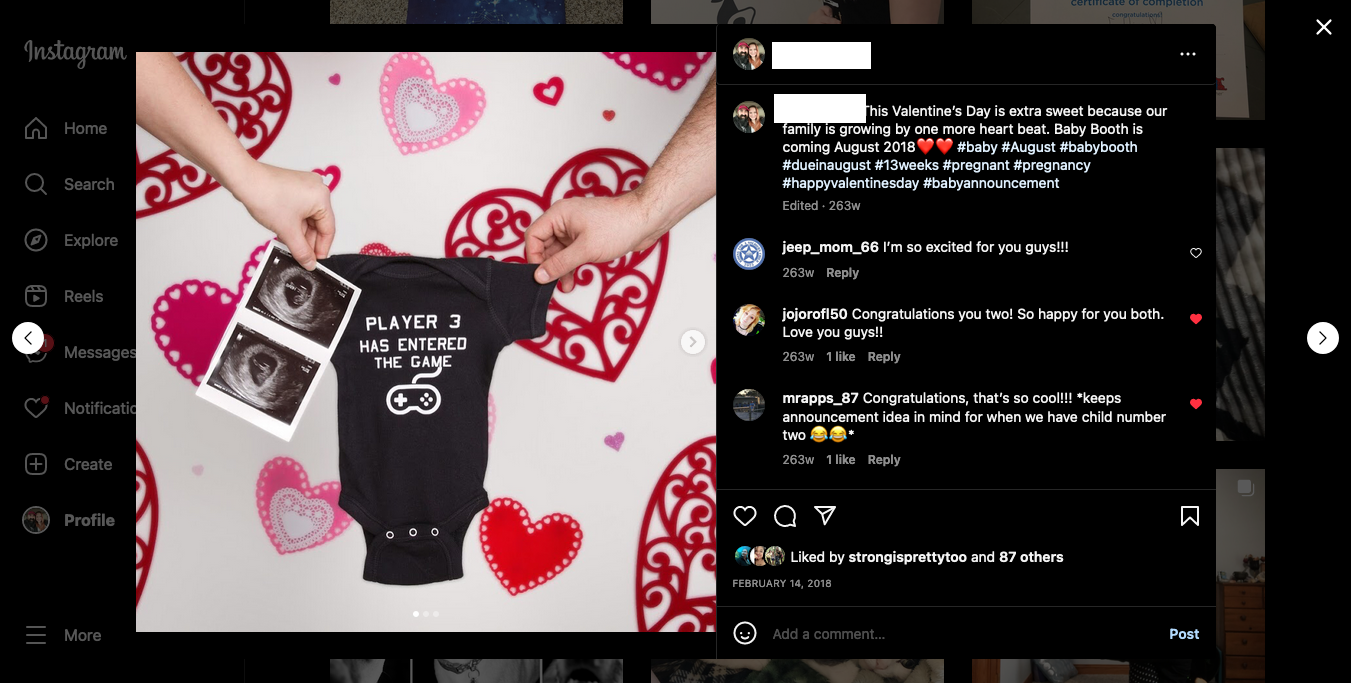 certificate of completion
congratulations!
Instagram
Home
Search
Explore
Reels
Messages
Notificatio
Create
Profile
More
PLAYER 3
HAS ENTERED
THE GAME
This Valentine's Day is extra sweet because our
family is growing by one more heart beat. Baby Booth is
coming August 2018❤️❤️ #baby #August #babybooth
#dueinaugust #13weeks #pregnant #pregnancy
#happyvalentinesday #babyannouncement
Edited · 263w
jeep_mom_66 I'm so excited for you guys!!!
263w Reply
jojorofl50 Congratulations you two! So happy for you both.
Love you guys!!
263w 1 like Reply
mrapps_87 Congratulations, that's so cool!!! *keeps
announcement idea in mind for when we have child number
two 😂😂*
263w 1 like Reply
Liked by strongisprettytoo and 87 others
FEBRUARY 14, 2018
Add a comment...
Post